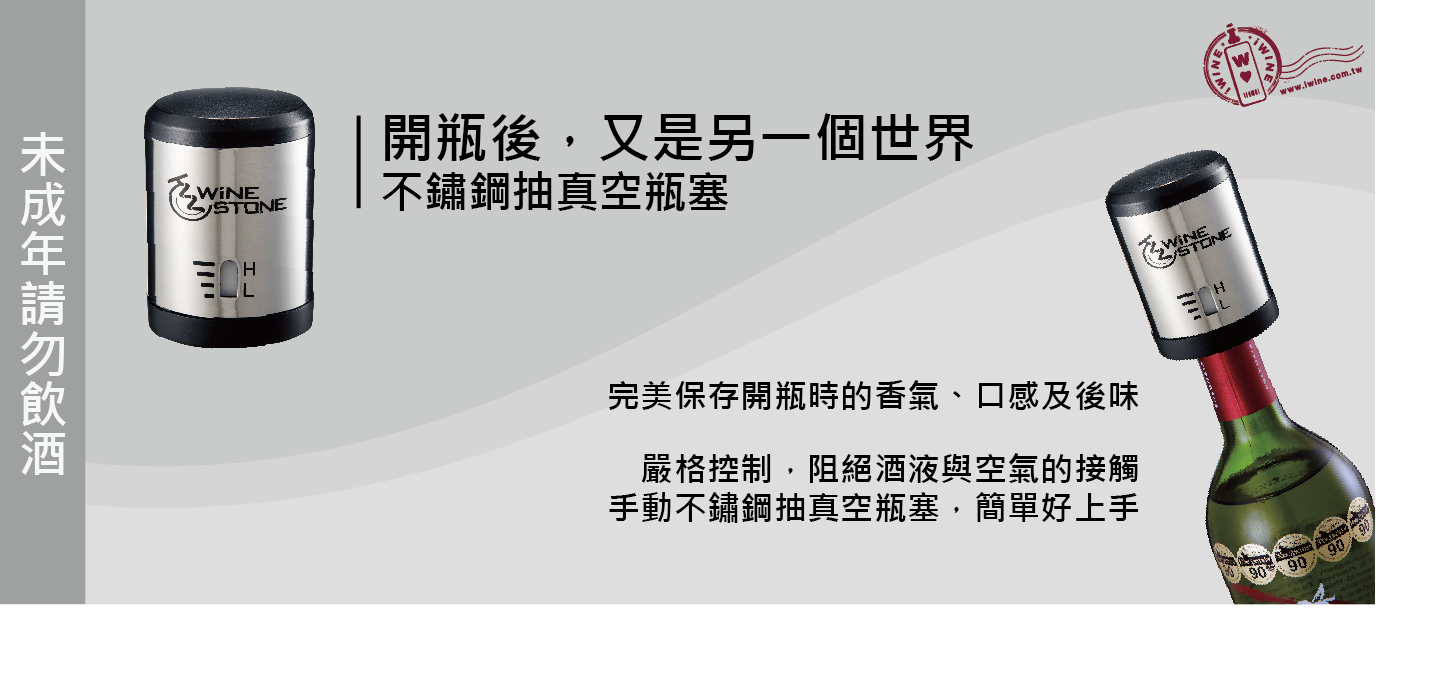 未成年請勿飲酒
iWINE
iWINE
W
www.iwine.com.tw
開瓶後，又是另一個世界
不鏽鋼抽真空瓶塞
WiNE
STONE
H
L
WiNE
STONE
H
L
完美保存開瓶時的香氣、口感及後味
嚴格控制，阻絕酒液與空氣的接觸
手動不鏽鋼抽真空瓶塞，簡單好上手
90
90
90
90